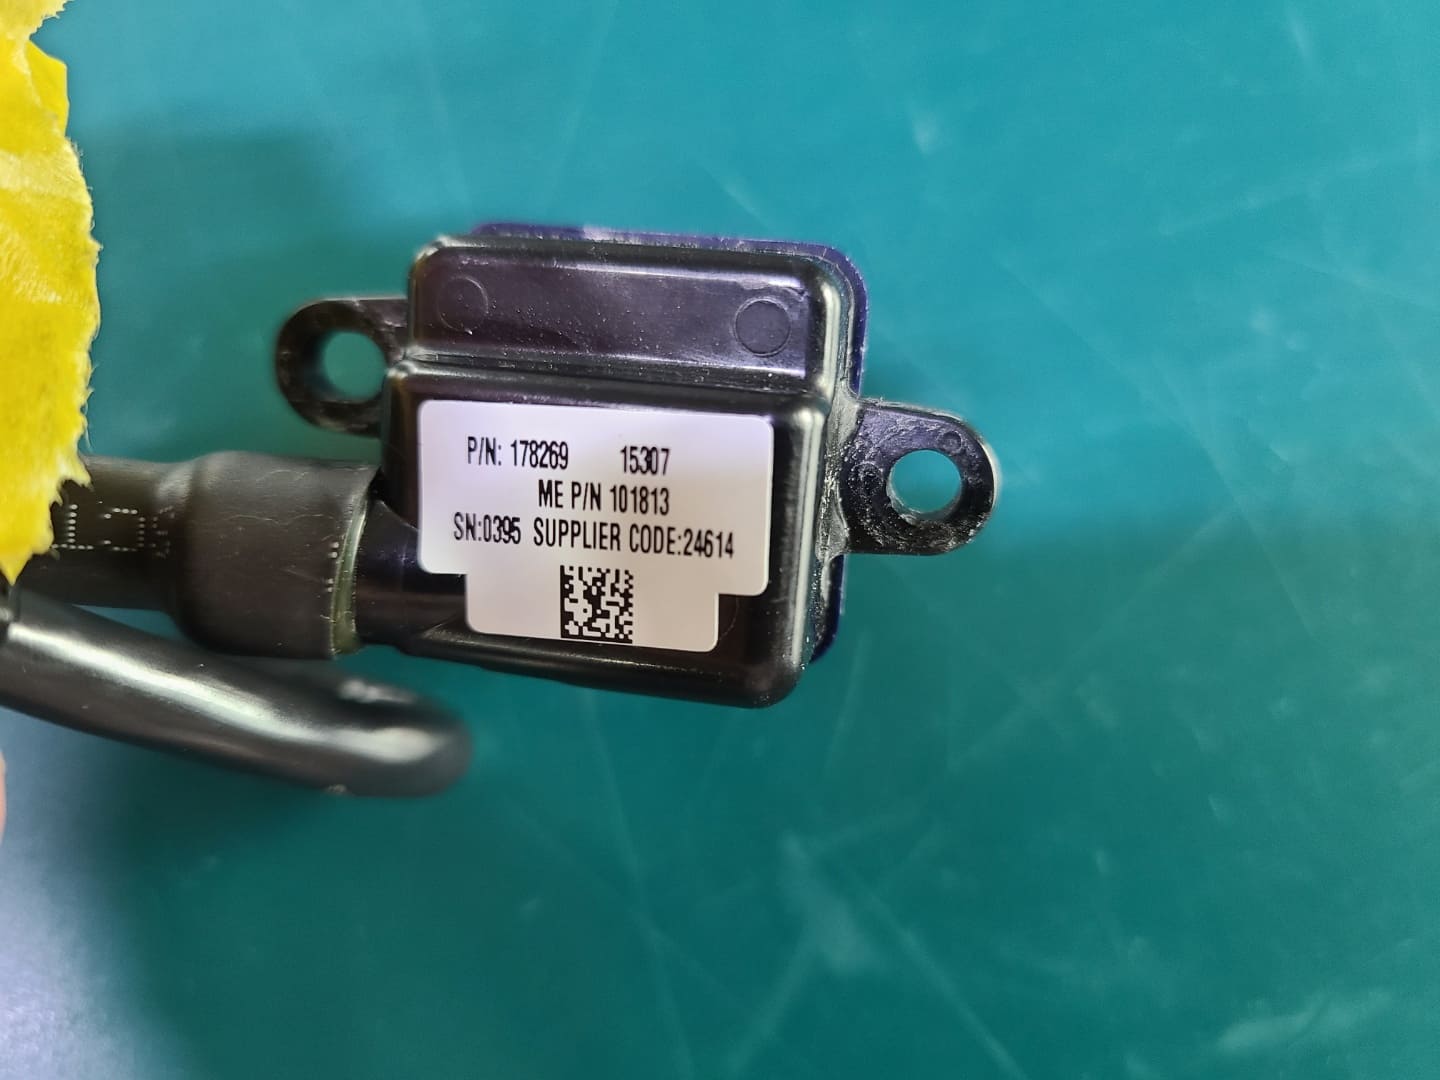 P/N: 178269 15307
ME P/N 101813
SN:0395 SUPPLIER CODE:24614